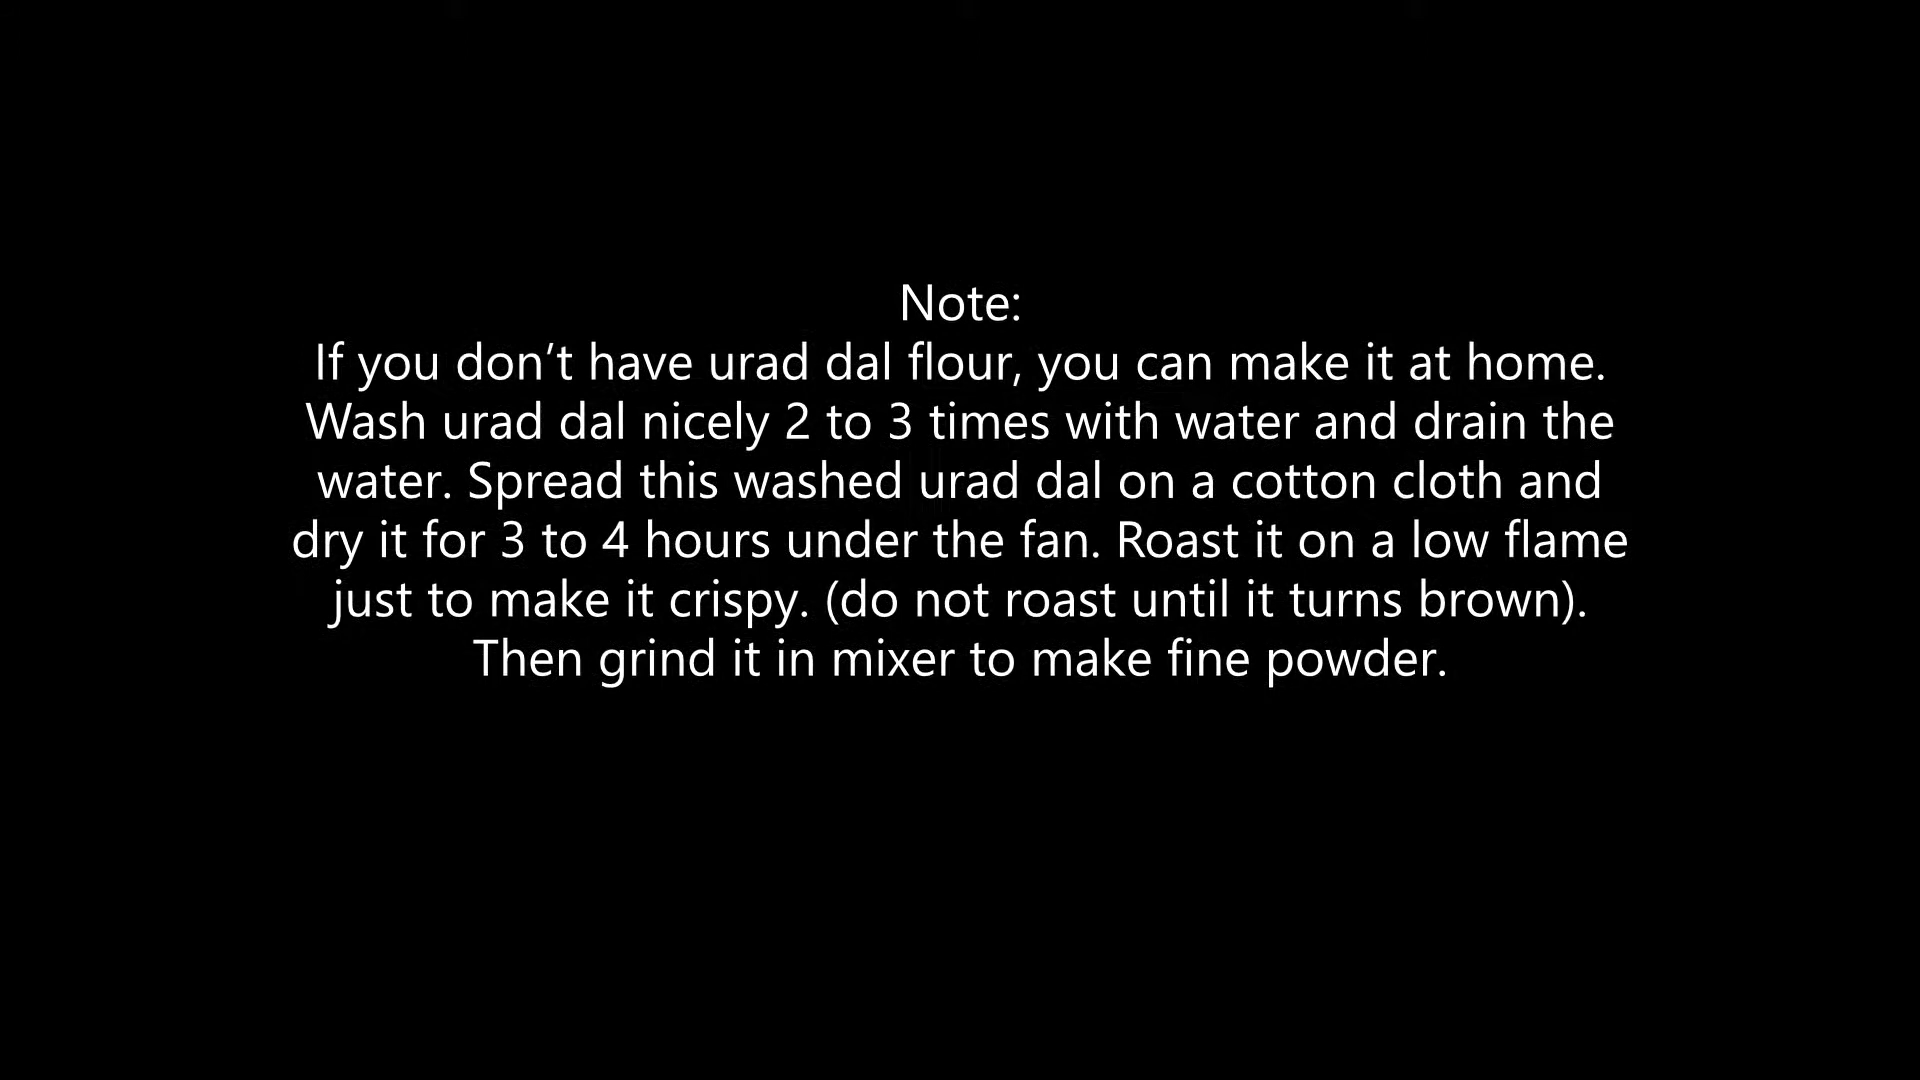 Note:
If you don’t have urad dal flour, you can make it at home.
Wash urad dal nicely 2 to 3 times with water and drain the
water. Spread this washed urad dal on a cotton cloth and
dry it for 3 to 4 hours under the fan. Roast it on a low flame
just to make it crispy. (do not roast until it turns brown).
Then grind it in mixer to make fine powder.